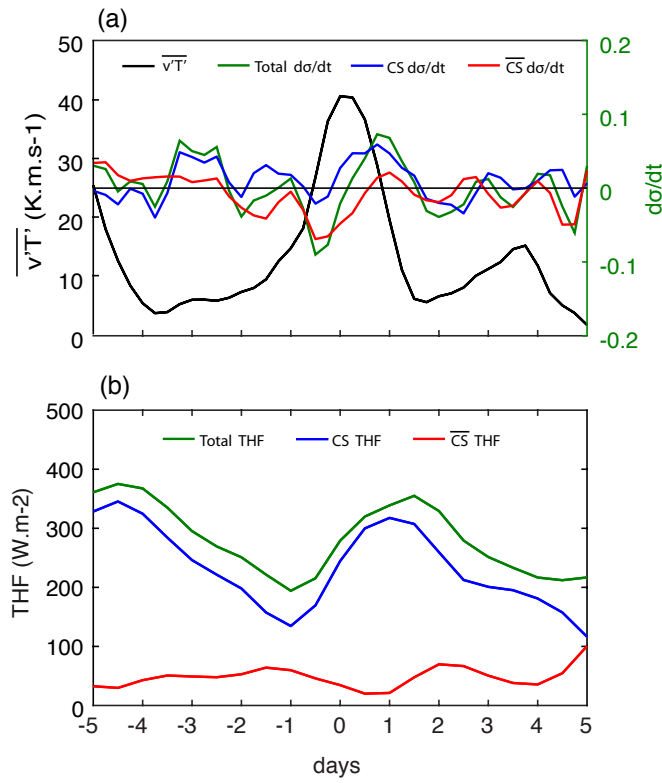 (a)
50
40
30
20
10
0
v'T' (K.m.s-1)
v'T' Total dσ/dt CS dσ/dt CS dσ/dt
0.2
0.1
0
-0.1
-0.2
dσ/dt
(b)
500
400
300
200
100
0
THF (W.m-2)
Total THF CS THF CS THF
-5 -4 -3 -2 -1 0 1 2 3 4 5
days